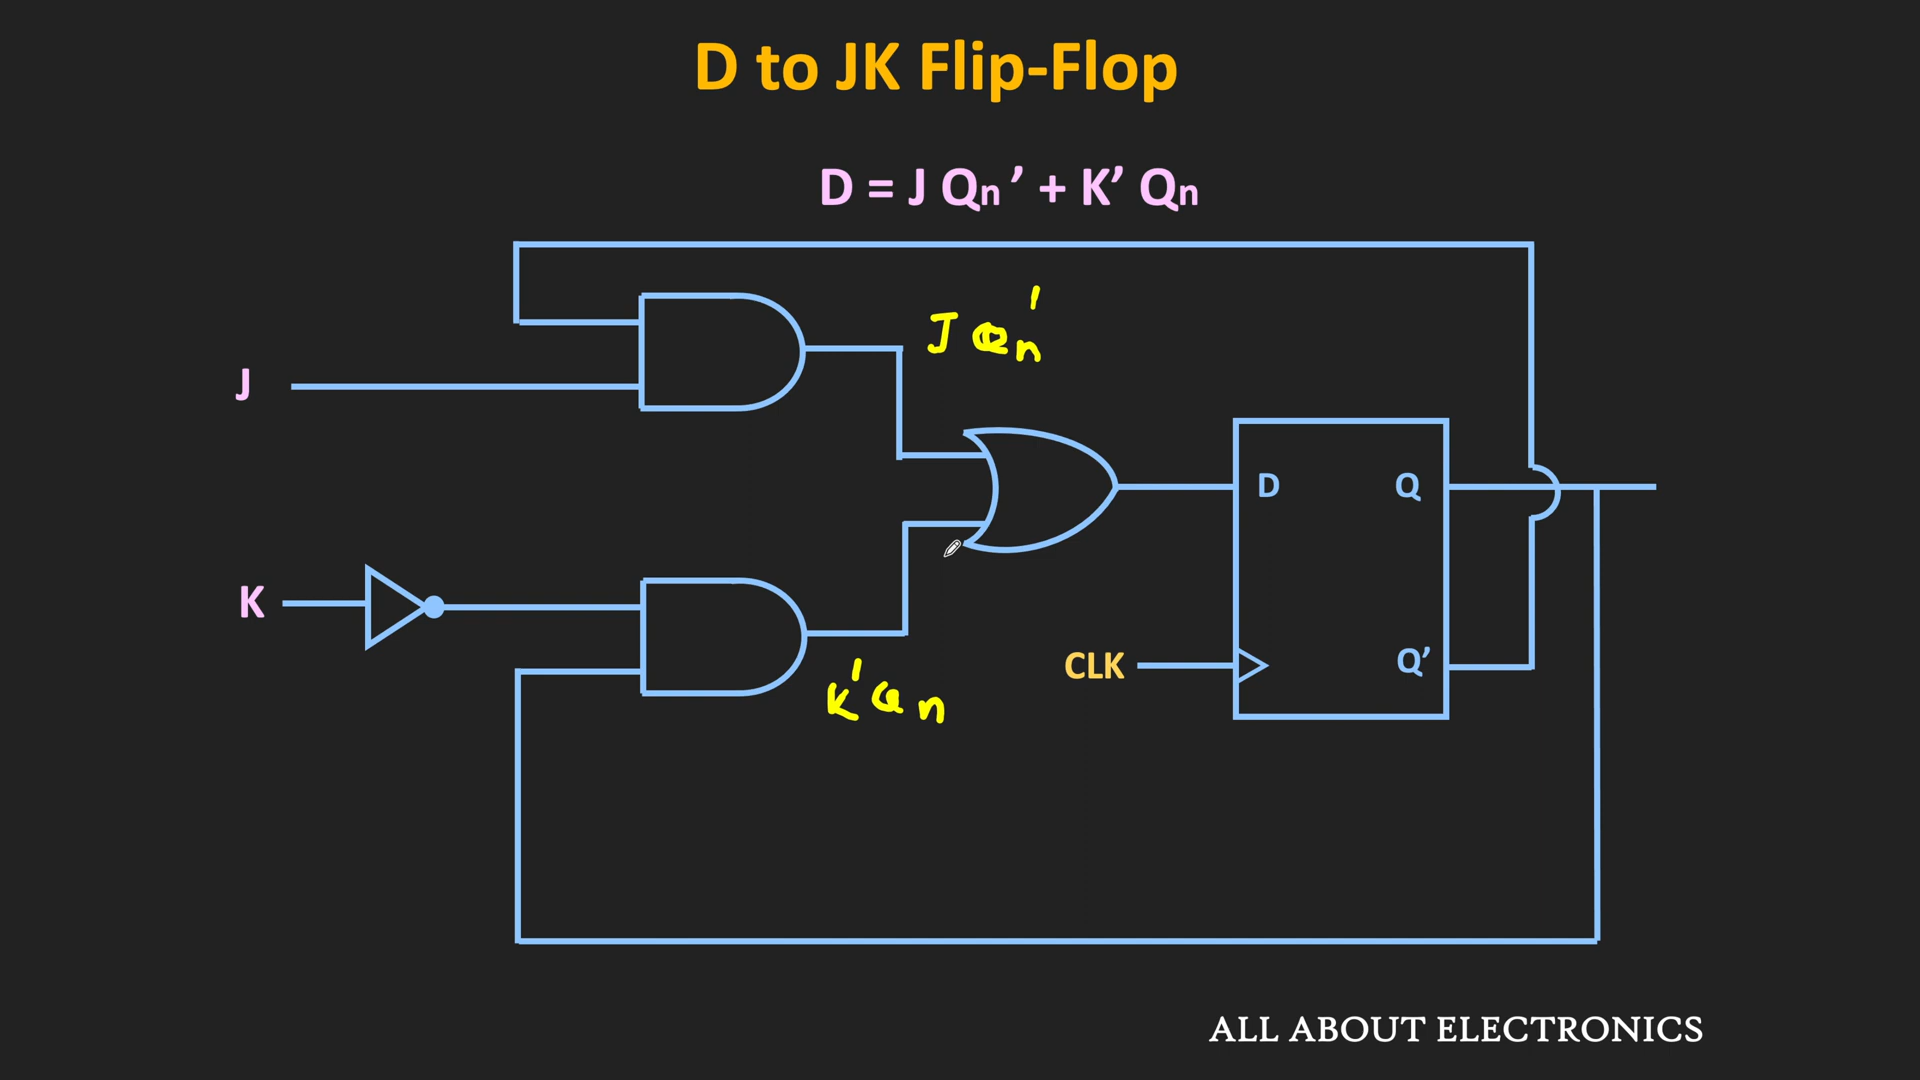 D to JK Flip-Flop
D = J Qn’ + K’ Qn
J Qn'
J
D Q
K
CLK Q’
K'Qn
ALL ABOUT ELECTRONICS